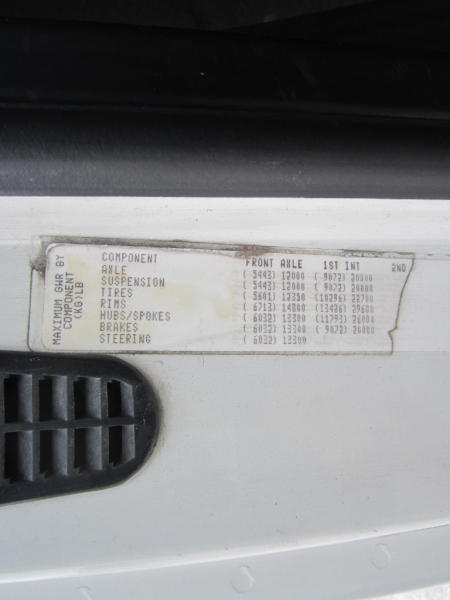 MAXIMUM GWR BY
COMPONENT
(KG)LB
COMPONENT FRONT AXLE 1ST INT 2ND
AXLE ( 5443) 12000 ( 9072) 20000
SUSPENSION ( 5443) 12000 ( 9072) 20000
TIRES ( 5601) 12350 (10296) 22700
RIMS ( 6713) 14800 (13426) 29600
HUBS/SPOKES ( 6032) 13300 (11793) 26000
BRAKES ( 6032) 13300 ( 9072) 20000
STEERING ( 6032) 13300